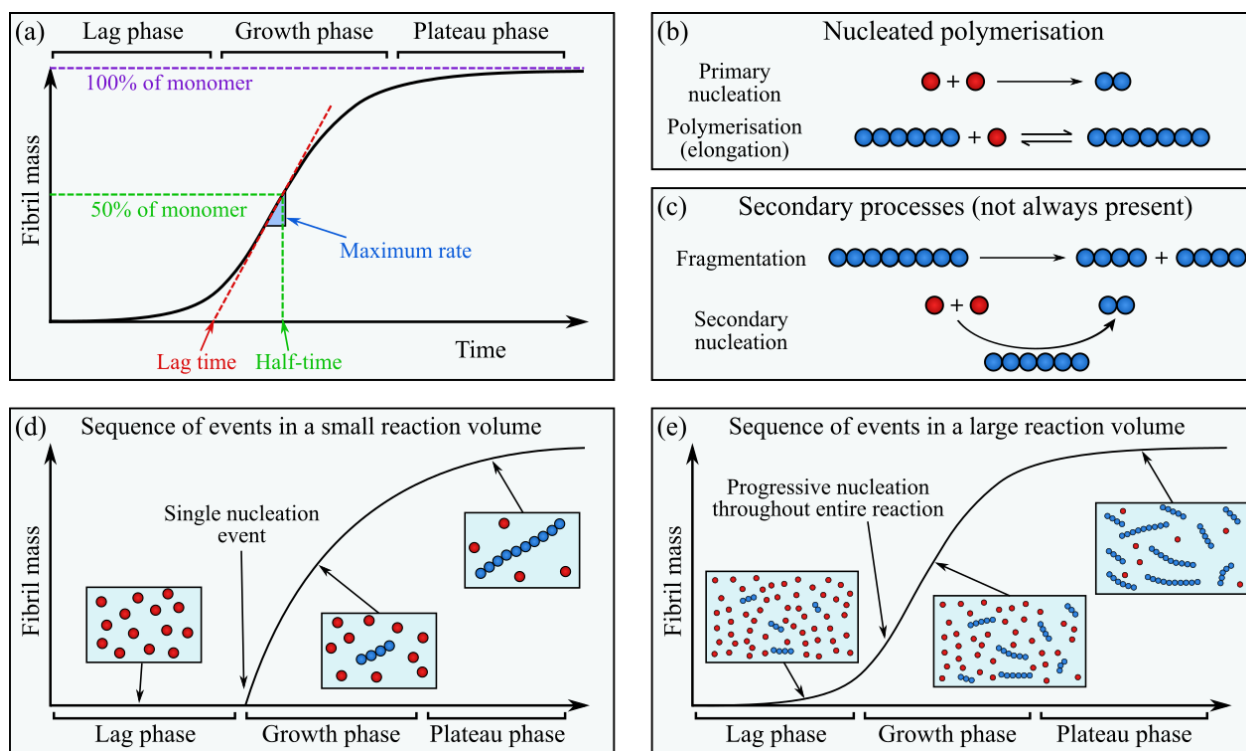 (a)
Lag phase
Growth phase
Plateau phase
100% of monomer
50% of monomer
Maximum rate
Fibril mass
Lag time
Half-time
Time
(b)
Nucleated polymerisation
Primary
nucleation
+
Polymerisation
(elongation)
+
(c)
Secondary processes (not always present)
Fragmentation
+
+
Secondary
nucleation
(d)
Sequence of events in a small reaction volume
Single nucleation
event
Fibril mass
Lag phase
Growth phase
Plateau phase
(e)
Sequence of events in a large reaction volume
Progressive nucleation
throughout entire reaction
Fibril mass
Lag phase
Growth phase
Plateau phase